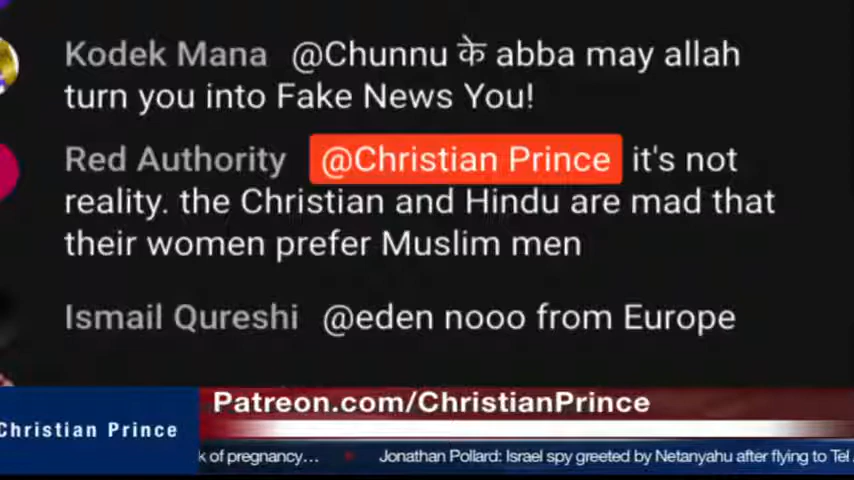 Kodek Mana @Chunnu के abba may allah
turn you into Fake News You!
Red Authority @Christian Prince it's not
reality. the Christian and Hindu are mad that
their women prefer Muslim men
Ismail Qureshi @eden nooo from Europe
Patreon.com/ChristianPrince
Christian Prince
k of pregnancy... • Jonathan Pollard: Israel spy greeted by Netanyahu after flying to Tel